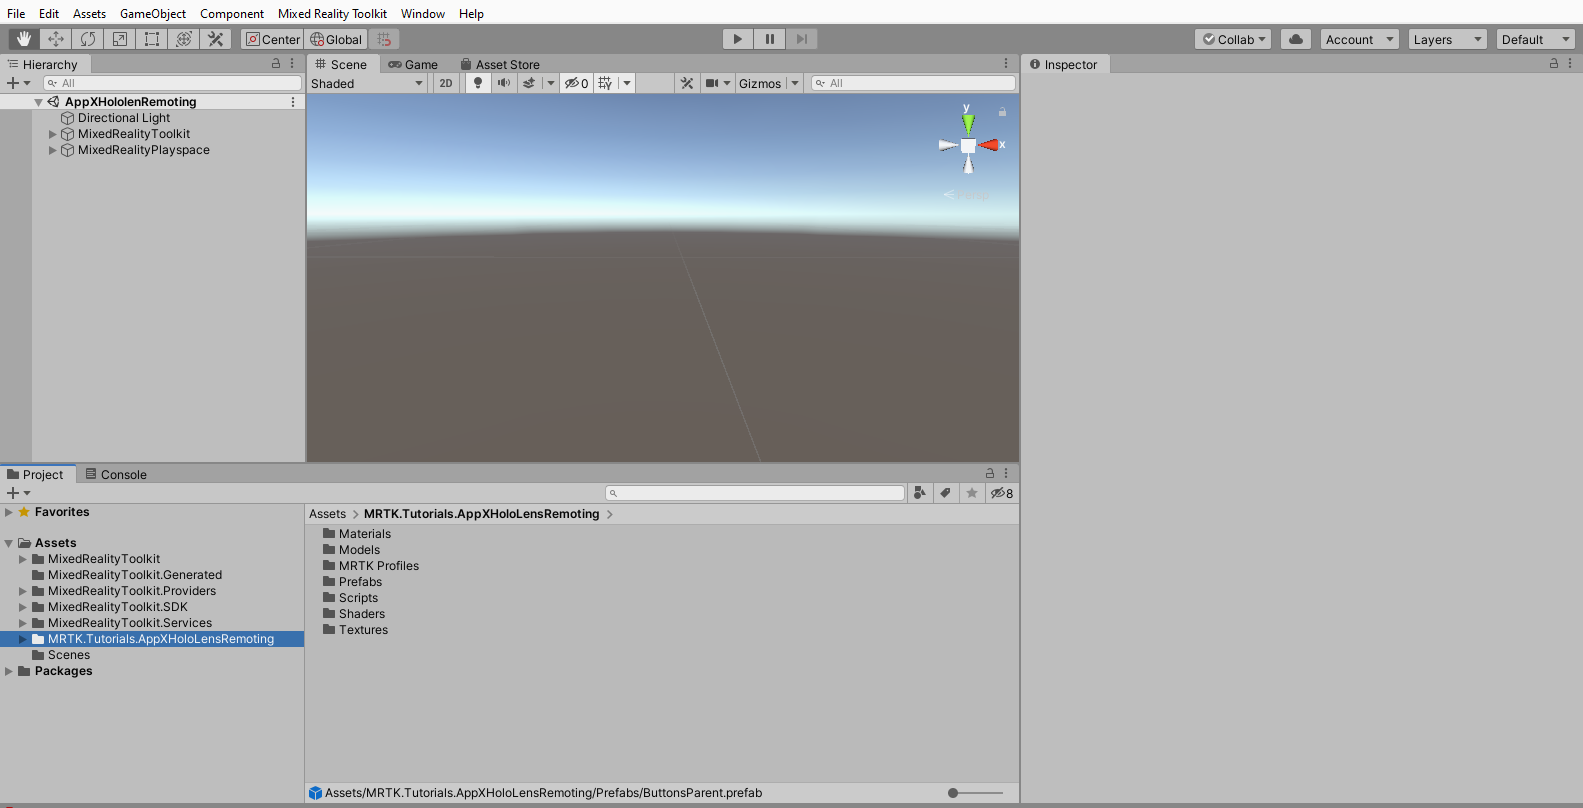 File Edit Assets GameObject Component Mixed Reality Toolkit Window Help
Center Global Collab Account Layers Default
Hierarchy
All
AppXHololenRemoting
Directional Light
MixedRealityToolkit
MixedRealityPlayspace
Scene Game Asset Store
Shaded 2D 0 Gizmos All
y
x
Inspector
Project Console
8
Favorites
Assets
MixedRealityToolkit
MixedRealityToolkit.Generated
MixedRealityToolkit.Providers
MixedRealityToolkit.SDK
MixedRealityToolkit.Services
MRTK.Tutorials.AppXHoloLensRemoting
Scenes
Packages
Assets > MRTK.Tutorials.AppXHoloLensRemoting >
Materials
Models
MRTK Profiles
Prefabs
Scripts
Shaders
Textures
Assets/MRTK.Tutorials.AppXHoloLensRemoting/Prefabs/ButtonsParent.prefab